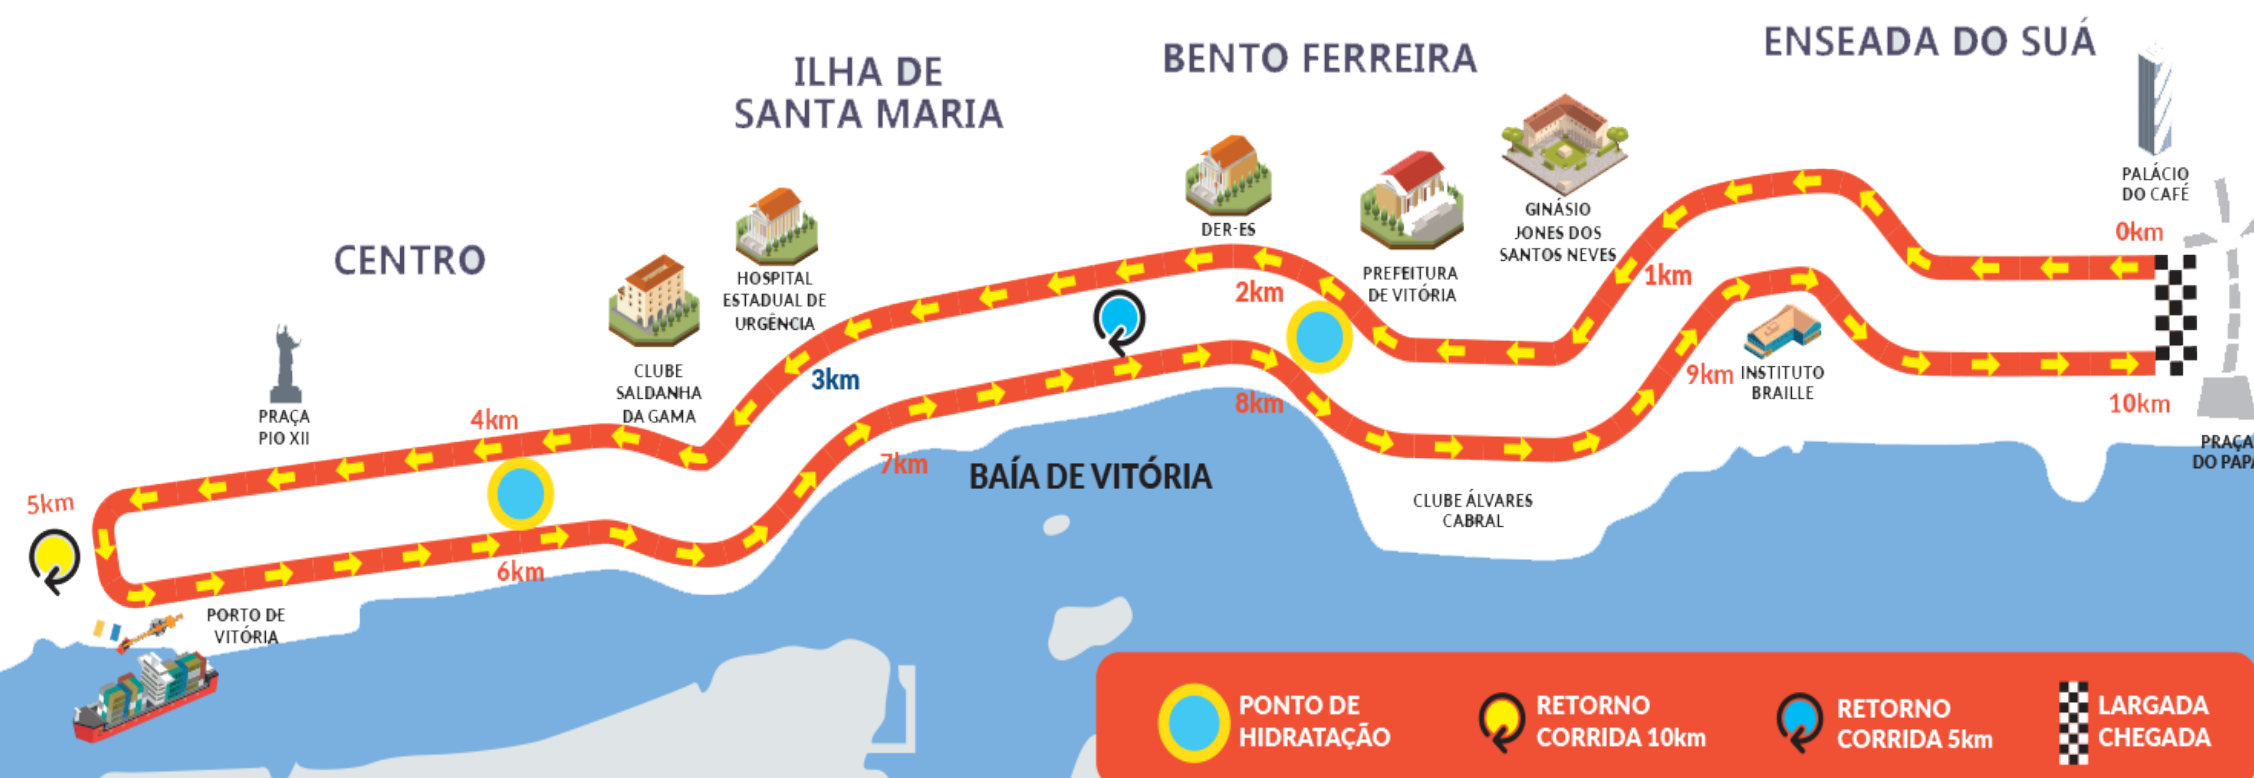 ENSEADA DO SUÁ
BENTO FERREIRA
ILHA DE
SANTA MARIA
CENTRO
PALÁCIO
DO CAFÉ
0km
GINÁSIO
JONES DOS
SANTOS NEVES
DER-ES
PREFEITURA
DE VITÓRIA
1km
2km
HOSPITAL
ESTADUAL DE
URGÊNCIA
3km
CLUBE
SALDANHA
DA GAMA
4km
PRAÇA
PIO XII
5km
PORTO DE
VITÓRIA
6km
7km
BAÍA DE VITÓRIA
8km
CLUBE ÁLVARES
CABRAL
9km
INSTITUTO
BRAILLE
10km
PRAÇA
DO PAPA
PONTO DE
HIDRATAÇÃO
RETORNO
CORRIDA 10km
RETORNO
CORRIDA 5km
LARGADA
CHEGADA